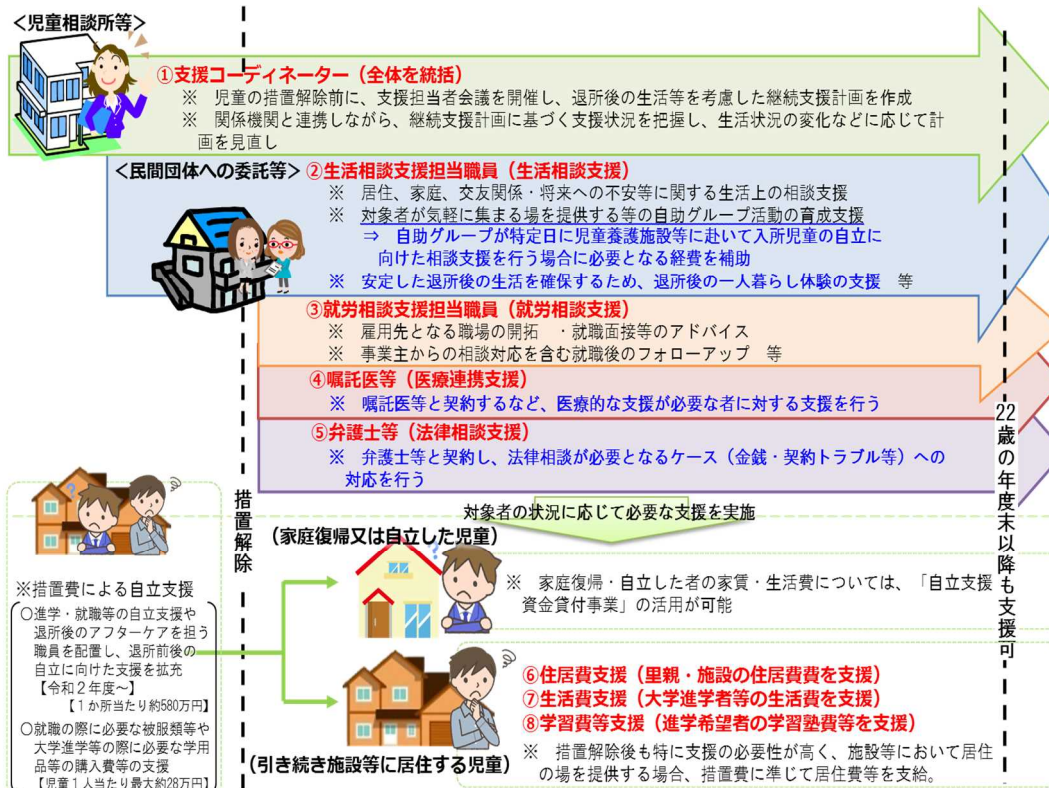 ＜児童相談所等＞
①支援コーディネーター（全体を統括）
※　児童の措置解除前に、支援担当者会議を開催し、退所後の生活等を考慮した継続支援計画を作成
※　関係機関と連携しながら、継続支援計画に基づく支援状況を把握し、生活状況の変化などに応じて計
画を見直し
＜民間団体への委託等＞
②生活相談支援担当職員（生活相談支援）
※　居住、家庭、交友関係・将来への不安等に関する生活上の相談支援
※　対象者が気軽に集まる場を提供する等の自助グループ活動の育成支援
⇒　自助グループが特定日に児童養護施設等に赴いて入所児童の自立に
向けた相談支援を行う場合に必要となる経費を補助
※　安定した退所後の生活を確保するため、退所後の一人暮らし体験の支援　等
③就労相談支援担当職員（就労相談支援）
※　雇用先となる職場の開拓　・就職面接等のアドバイス
※　事業主からの相談対応を含む就職後のフォローアップ　等
④嘱託医等（医療連携支援）
※　嘱託医等と契約するなど、医療的な支援が必要な者に対する支援を行う
⑤弁護士等（法律相談支援）
※　弁護士等と契約し、法律相談が必要となるケース（金銭・契約トラブル等）への
対応を行う
対象者の状況に応じて必要な支援を実施
措置解除
22歳の年度末以降も支援可
※措置費による自立支援
〇進学・就職等の自立支援や
退所後のアフターケアを担う
職員を配置し、退所前後の
自立に向けた支援を拡充
【令和２年度～】
【１か所当たり約580万円】
〇就職の際に必要な被服類等や
大学進学等の際に必要な学用
品等の購入費等の支援
【児童１人当たり最大約28万円】
（家庭復帰又は自立した児童）
※　家庭復帰・自立した者の家賃・生活費については、「自立支援
資金貸付事業」の活用が可能
（引き続き施設等に居住する児童）
⑥住居費支援（里親・施設の住居費費を支援）
⑦生活費支援（大学進学者等の生活費を支援）
⑧学習費等支援（進学希望者の学習塾費等を支援）
※　措置解除後も特に支援の必要性が高く、施設等において居住
の場を提供する場合、措置費に準じて居住費等を支給。